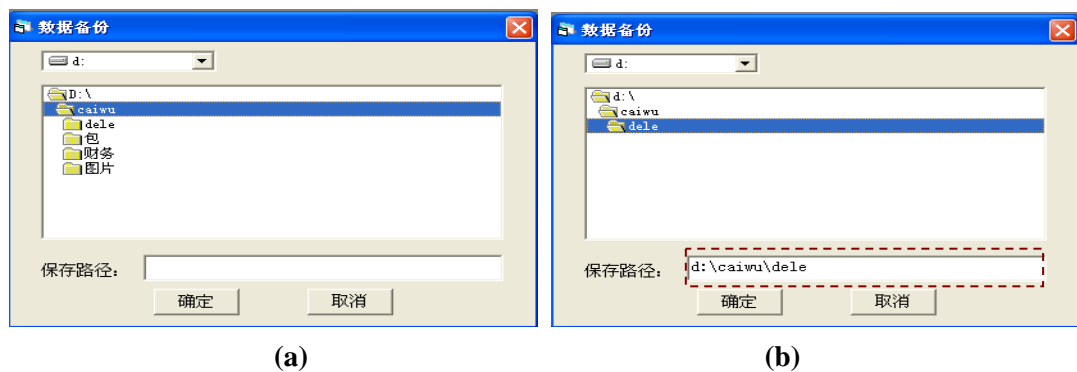 数据备份
d:
D:\
caiwu
dele
包
财务
图片
保存路径：
确定 取消
(a)
数据备份
d:
d:\
caiwu
dele
保存路径： d:\caiwu\dele
确定 取消
(b)